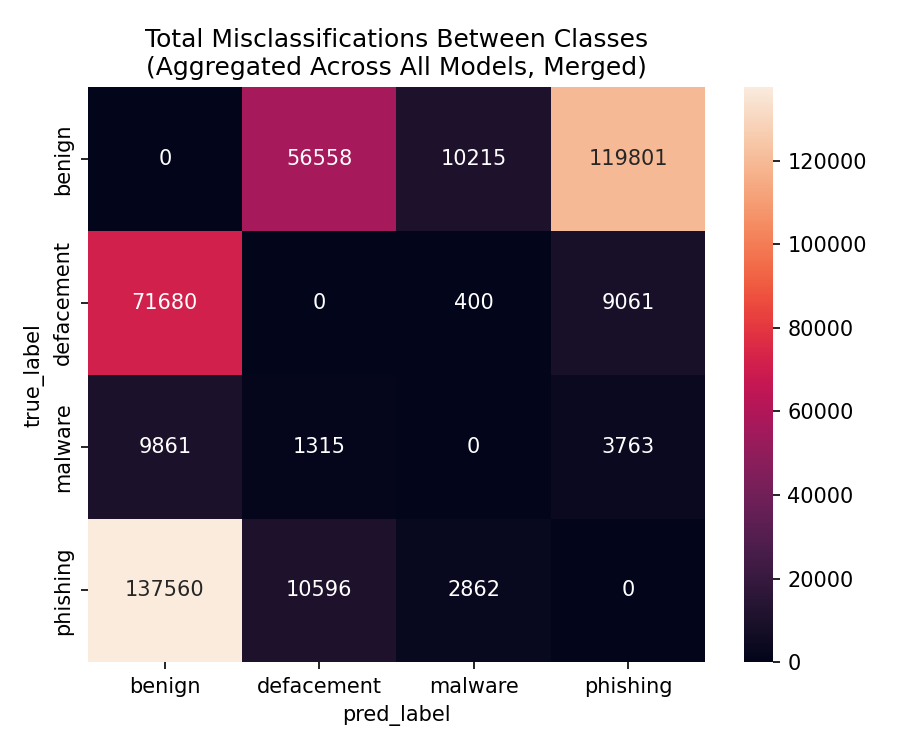 Total Misclassifications Between Classes
(Aggregated Across All Models, Merged)
true_label
benign
0
56558
10215
119801
defacement
71680
0
400
9061
malware
9861
1315
0
3763
phishing
137560
10596
2862
0
benign
defacement
malware
phishing
pred_label
120000
100000
80000
60000
40000
20000
0